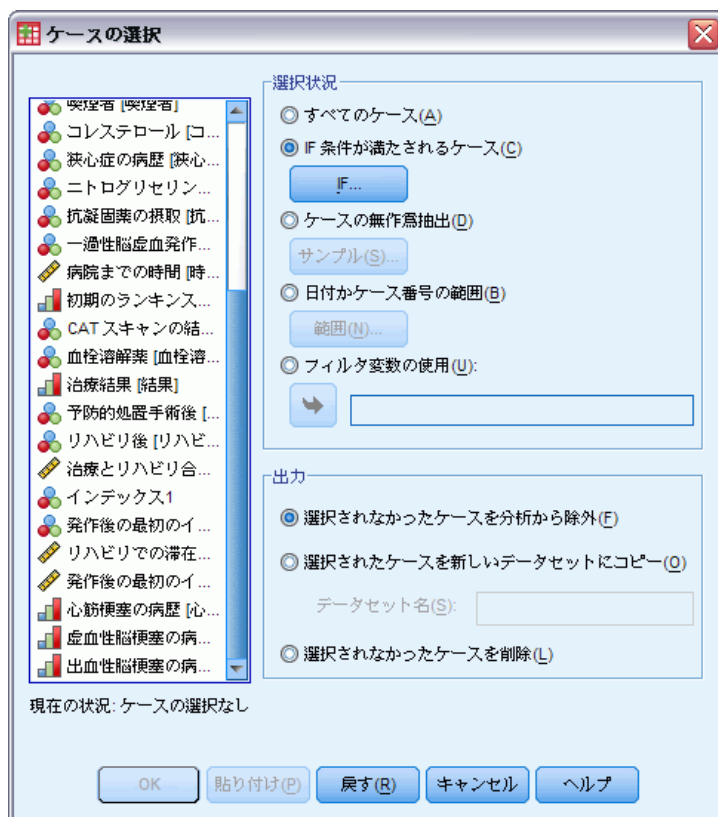 ケースの選択
喫煙者 [喫煙者]
コレステロール [コ...
狭心症の病歴 [狭心...
ニトログリセリン...
抗凝固薬の摂取 [抗...
一過性脳虚血発作...
病院までの時間 [時...
初期のランキンス...
CAT スキャンの結...
血栓溶解薬 [血栓溶...
治療結果 [結果]
予防的処置手術後 [...
リハビリ後 [リハビ...
治療とリハビリ合...
インデックス1
発作後の最初のイ...
リハビリでの滞在...
発作後の最初のイ...
心筋梗塞の病歴 [心...
虚血性脳梗塞の病...
出血性脳梗塞の病...
現在の状況: ケースの選択なし
選択状況
すべてのケース(A)
IF 条件が満たされるケース(C)
IF...
ケースの無作為抽出(D)
サンプル(S)...
日付かケース番号の範囲(B)
範囲(N)...
フィルタ変数の使用(U):
出力
選択されなかったケースを分析から除外(F)
選択されたケースを新しいデータセットにコピー(O)
データセット名(S):
選択されなかったケースを削除(L)
OK
貼り付け(P)
戻す(R)
キャンセル
ヘルプ